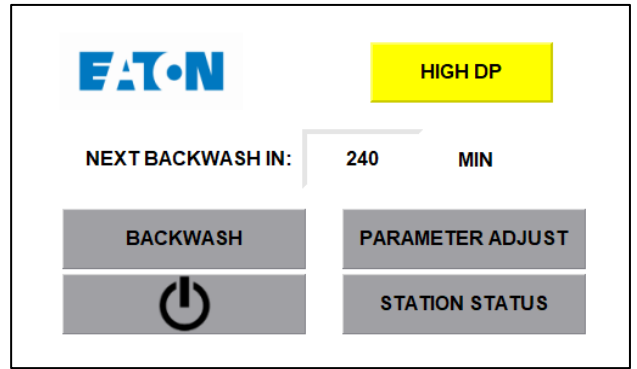 EATON
HIGH DP
NEXT BACKWASH IN: 240 MIN
BACKWASH
PARAMETER ADJUST
STATION STATUS